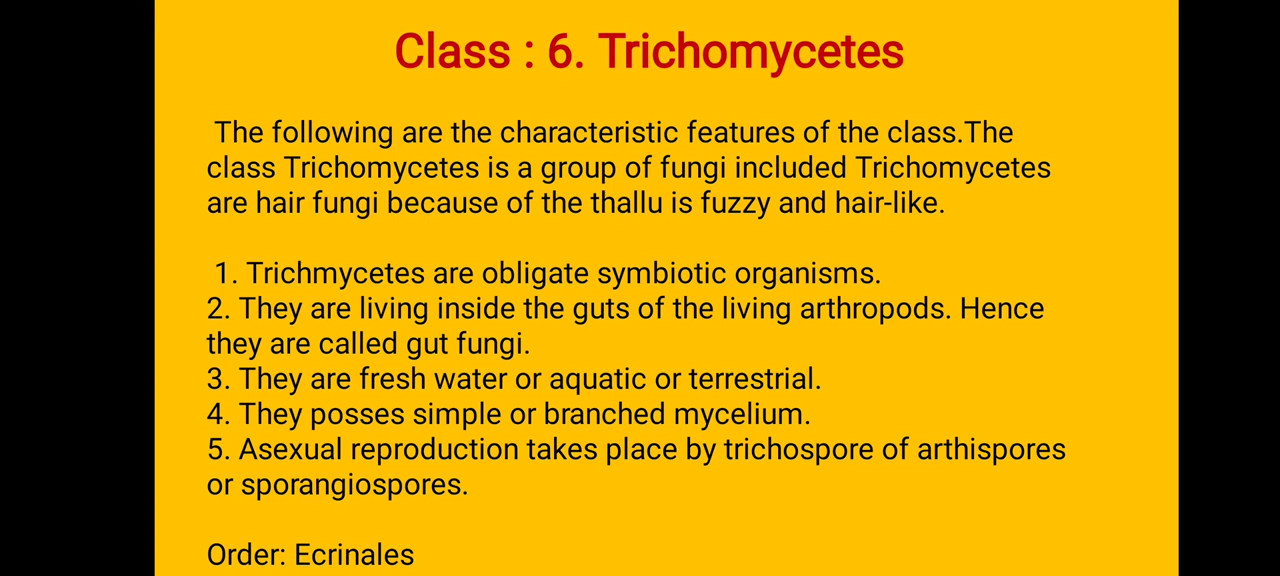 Class : 6. Trichomycetes
The following are the characteristic features of the class.The
class Trichomycetes is a group of fungi included Trichomycetes
are hair fungi because of the thallu is fuzzy and hair-like.
1. Trichmycetes are obligate symbiotic organisms.
2. They are living inside the guts of the living arthropods. Hence
they are called gut fungi.
3. They are fresh water or aquatic or terrestrial.
4. They posses simple or branched mycelium.
5. Asexual reproduction takes place by trichospore of arthispores
or sporangiospores.
Order: Ecrinales